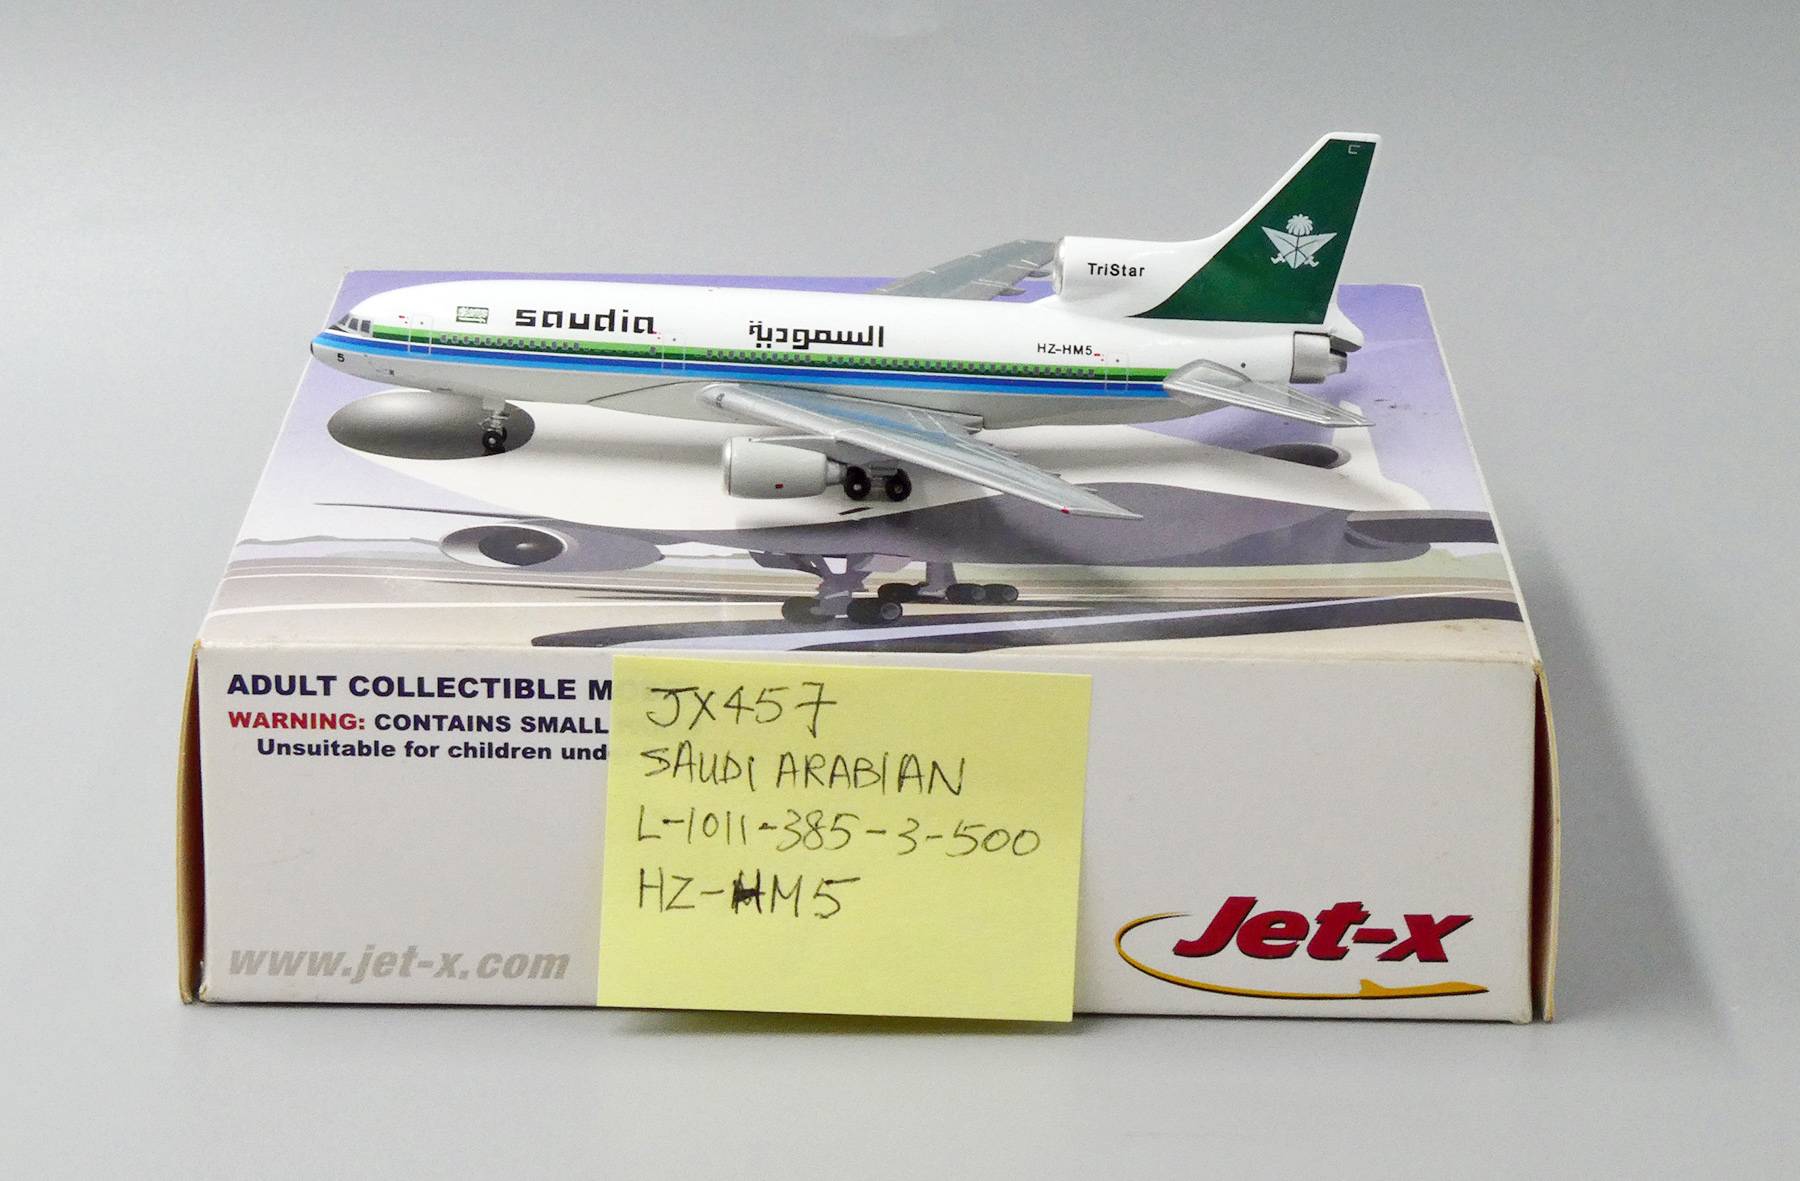 TriStar
saudia السعودية
HZ-HM5
5
ADULT COLLECTIBLE
WARNING: CONTAINS SMALL
Unsuitable for children
JX457
SAUDI ARABIAN
L-1011-385-3-500
HZ-HM5
www.jet-x.com
Jet-x